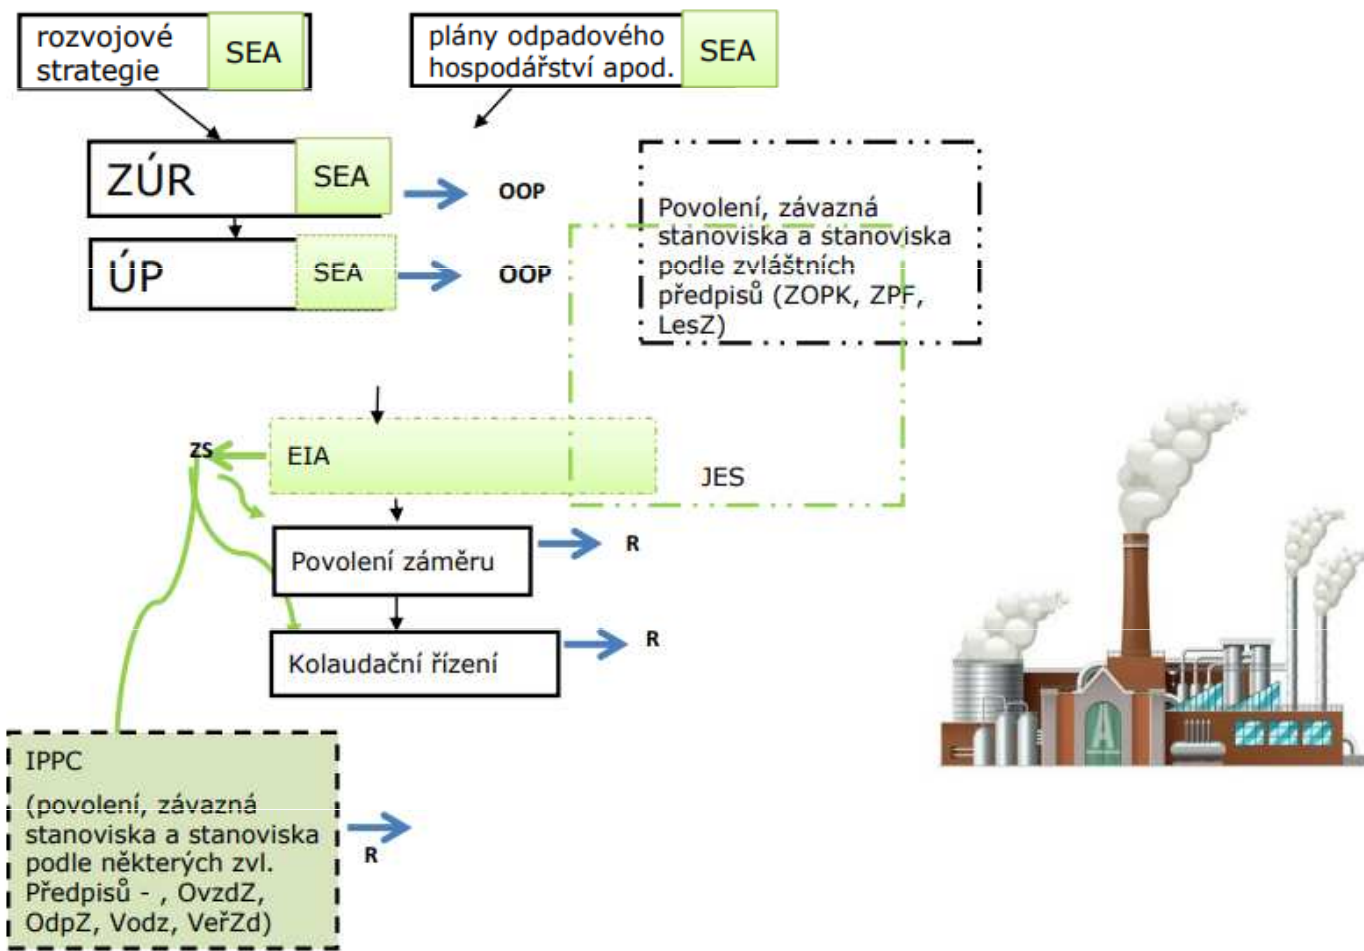 rozvojové
strategie
SEA
plány odpadového
hospodářství apod.
SEA
ZÚR
SEA
OOP
ÚP
SEA
OOP
Povolení, závazná
stanoviska a stanoviska
podle zvláštních
předpisů (ZOPK, ZPF,
LesZ)
ZS
EIA
JES
Povolení záměru
R
Kolaudační řízení
R
IPPC
(povolení, závazná
stanoviska a stanoviska
podle některých zvl.
Předpisů - , OvzdZ,
OdpZ, Vodz, VeřZd)
R
A